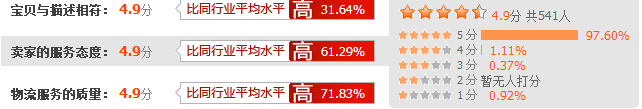 宝贝与描述相符： 4.9分 比同行业平均水平 高 31.64%
卖家的服务态度： 4.9分 比同行业平均水平 高 61.29%
物流服务的质量： 4.9分 比同行业平均水平 高 71.83%
4.9分 共541人
5分 97.60%
4分 1.11%
3分 0.37%
2分 暂无人打分
1分 0.92%